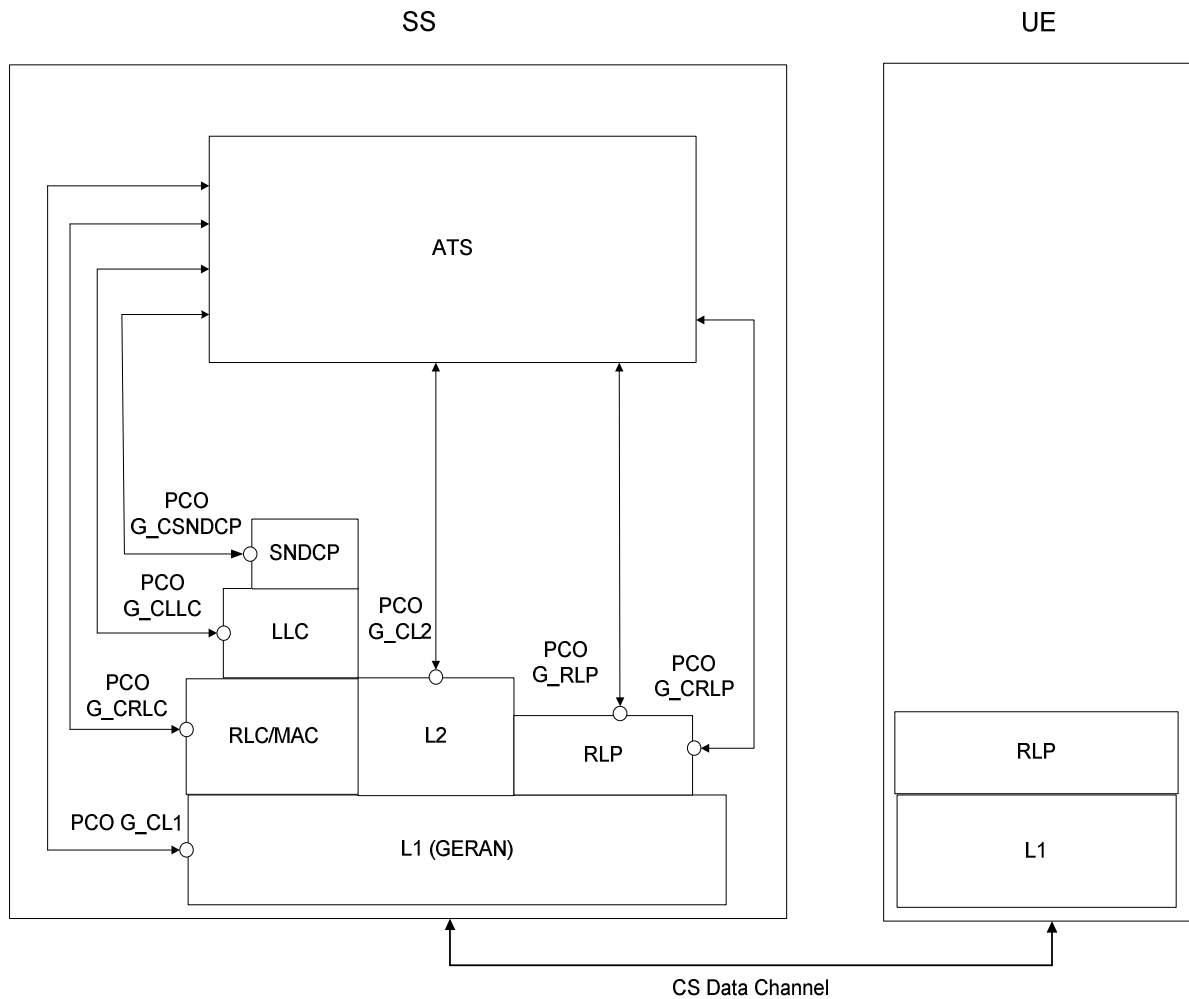 SS
UE
ATS
PCO
G_CSNDCP
SNDCP
PCO
G_CLLC
LLC
PCO
G_CL2
PCO
G_RLP
PCO
G_CRLP
PCO
G_CRLC
RLC/MAC
L2
RLP
RLP
PCO G_CL1
L1 (GERAN)
L1
CS Data Channel